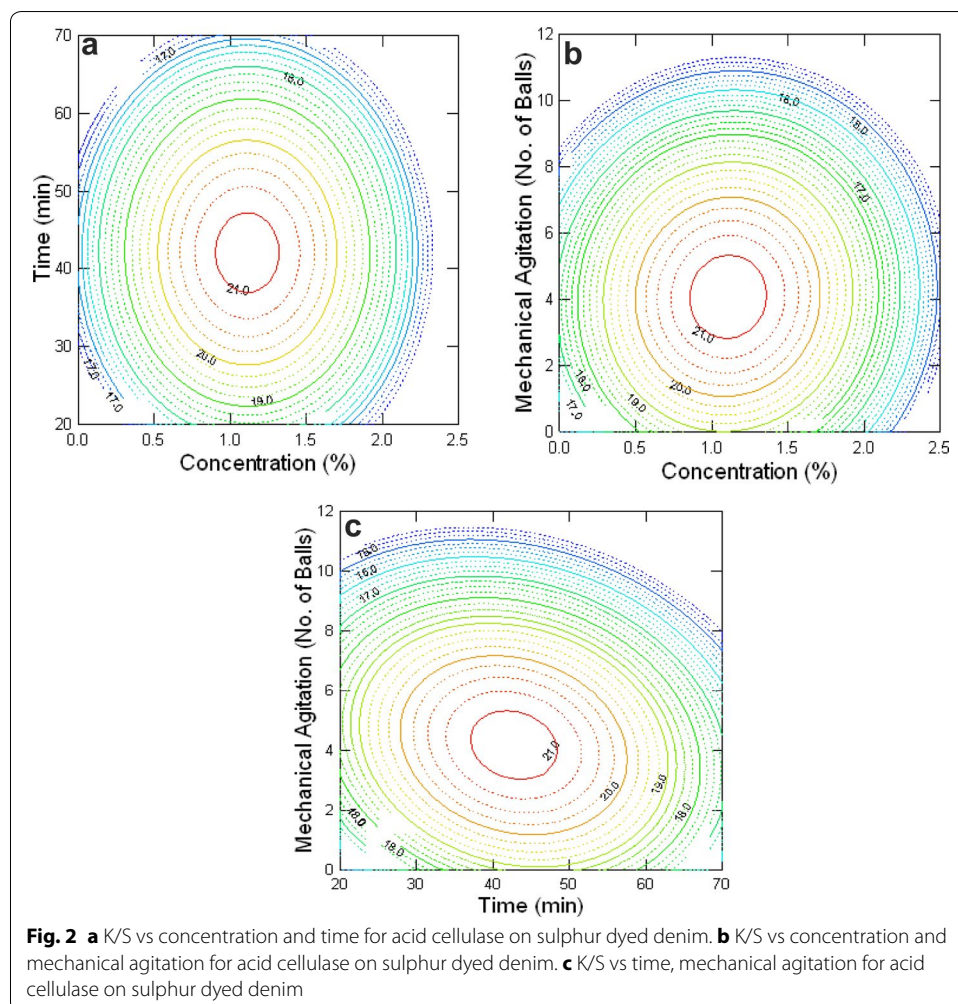 a
70
60
50
40
30
20
Time (min)
17.0
18.0
21.0
20.0
19.0
17.0
17.0
0.0 0.5 1.0 1.5 2.0 2.5
Concentration (%)
b
12
10
8
6
4
2
0
Mechanical Agitation (No. of Balls)
16.0
18.0
17.0
21.0
20.0
19.0
18.0
17.0
0.0 0.5 1.0 1.5 2.0 2.5
Concentration (%)
c
12
10
8
6
4
2
0
Mechanical Agitation (No. of Balls)
16.0
17.0
21.0
20.0
19.0
18.0
18.0
20 30 40 50 60 70
Time (min)
Fig. 2 a K/S vs concentration and time for acid cellulase on sulphur dyed denim. b K/S vs concentration and
mechanical agitation for acid cellulase on sulphur dyed denim. c K/S vs time, mechanical agitation for acid
cellulase on sulphur dyed denim